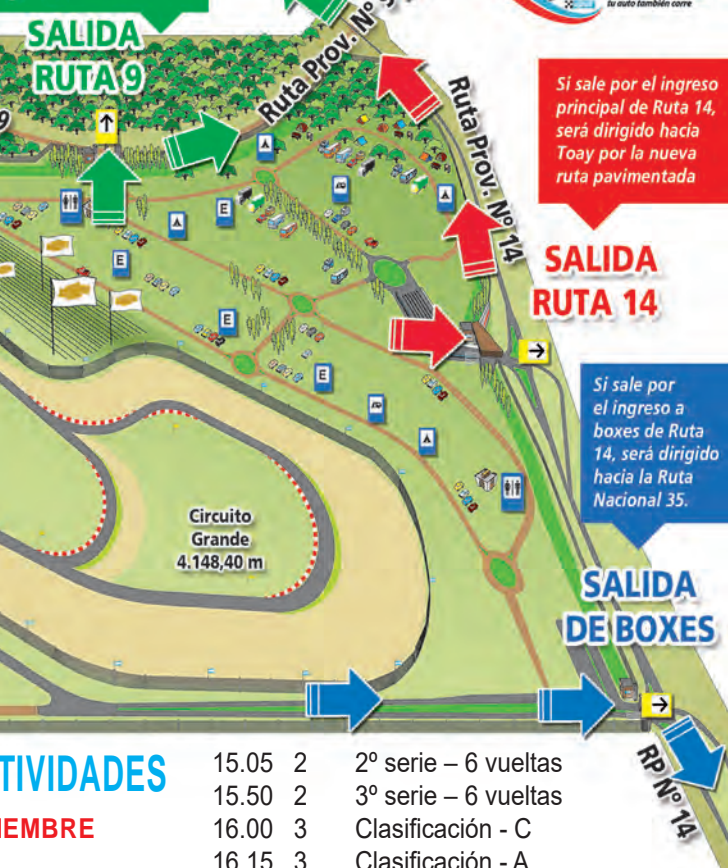 tu auto también corre
SALIDA
RUTA 9
Ruta Prov. Nº
9
Ruta Prov. Nº 14
Si sale por el ingreso
principal de Ruta 14,
será dirigido hacia
Toay por la nueva
ruta pavimentada
SALIDA
RUTA 14
E
E
E
E
Si sale por
el ingreso a
boxes de Ruta
14, será dirigido
hacia la Ruta
Nacional 35.
Circuito
Grande
4.148,40 m
SALIDA
DE BOXES
RP Nº 14
TIVIDADES
IEMBRE
15.05 2 2º serie – 6 vueltas
15.50 2 3º serie – 6 vueltas
16.00 3 Clasificación - C
16.15 3 Clasificación - A